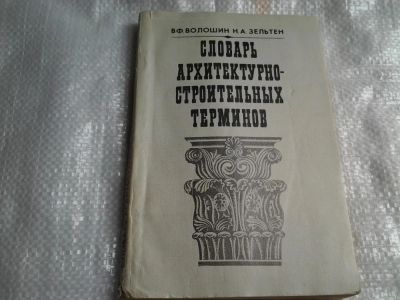 В.Ф.ВОЛОШИН Н.А.ЗЕЛЬТЕН
СЛОВАРЬ
АРХИТЕКТУРНО-
СТРОИТЕЛЬНЫХ
ТЕРМИНОВ